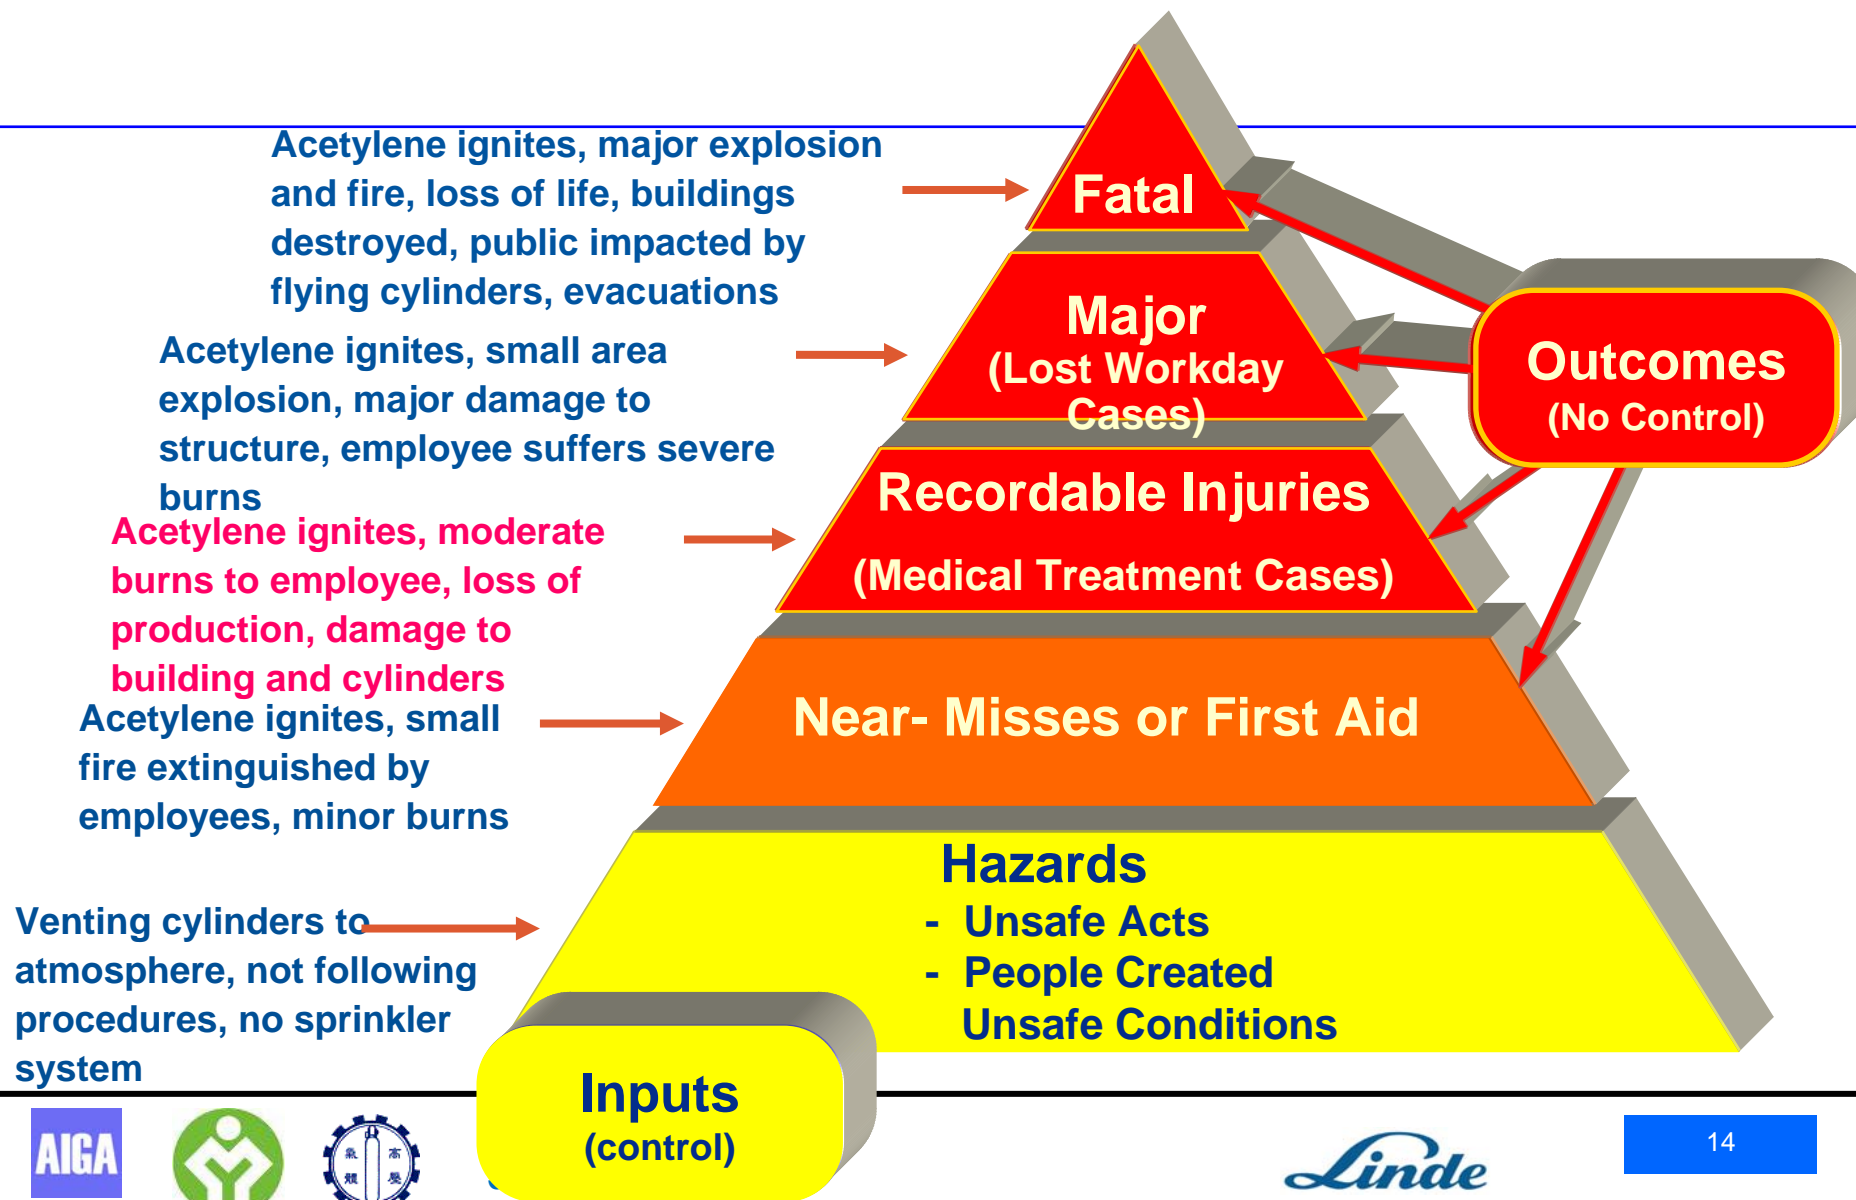 Acetylene ignites, major explosion
and fire, loss of life, buildings
destroyed, public impacted by
flying cylinders, evacuations
Acetylene ignites, small area
explosion, major damage to
structure, employee suffers severe
burns
Acetylene ignites, moderate
burns to employee, loss of
production, damage to
building and cylinders
Acetylene ignites, small
fire extinguished by
employees, minor burns
Venting cylinders to
atmosphere, not following
procedures, no sprinkler
system
Fatal
Major
(Lost Workday
Cases)
Recordable Injuries
(Medical Treatment Cases)
Near- Misses or First Aid
Hazards
- Unsafe Acts
- People Created
Unsafe Conditions
Outcomes
(No Control)
Inputs
(control)
AIGA
氣 高
體 壓
Linde
14